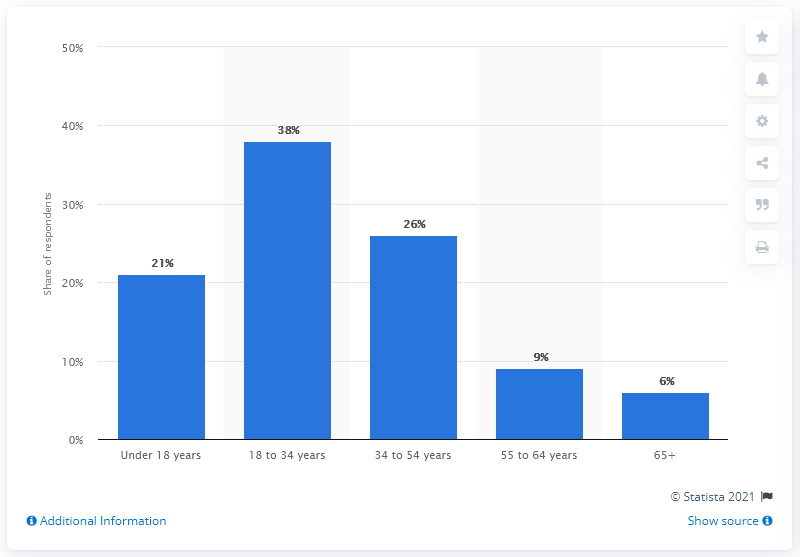 50%
40%
30%
20%
10%
0%
Share of respondents
21%
38%
26%
9%
6%
Under 18 years
18 to 34 years
34 to 54 years
55 to 64 years
65+
© Statista 2021
Additional Information
Show source